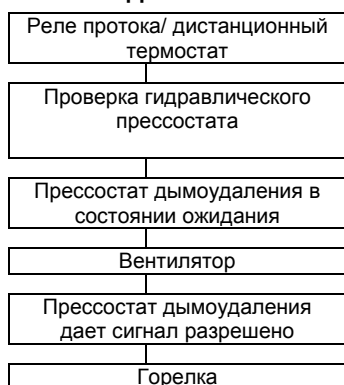 Реле протока/ дистанционный
термостат
Проверка гидравлического
прессостата
Прессостат дымоудаления в
состоянии ожидания
Вентилятор
Прессостат дымоудаления
дает сигнал разрешено
Горелка